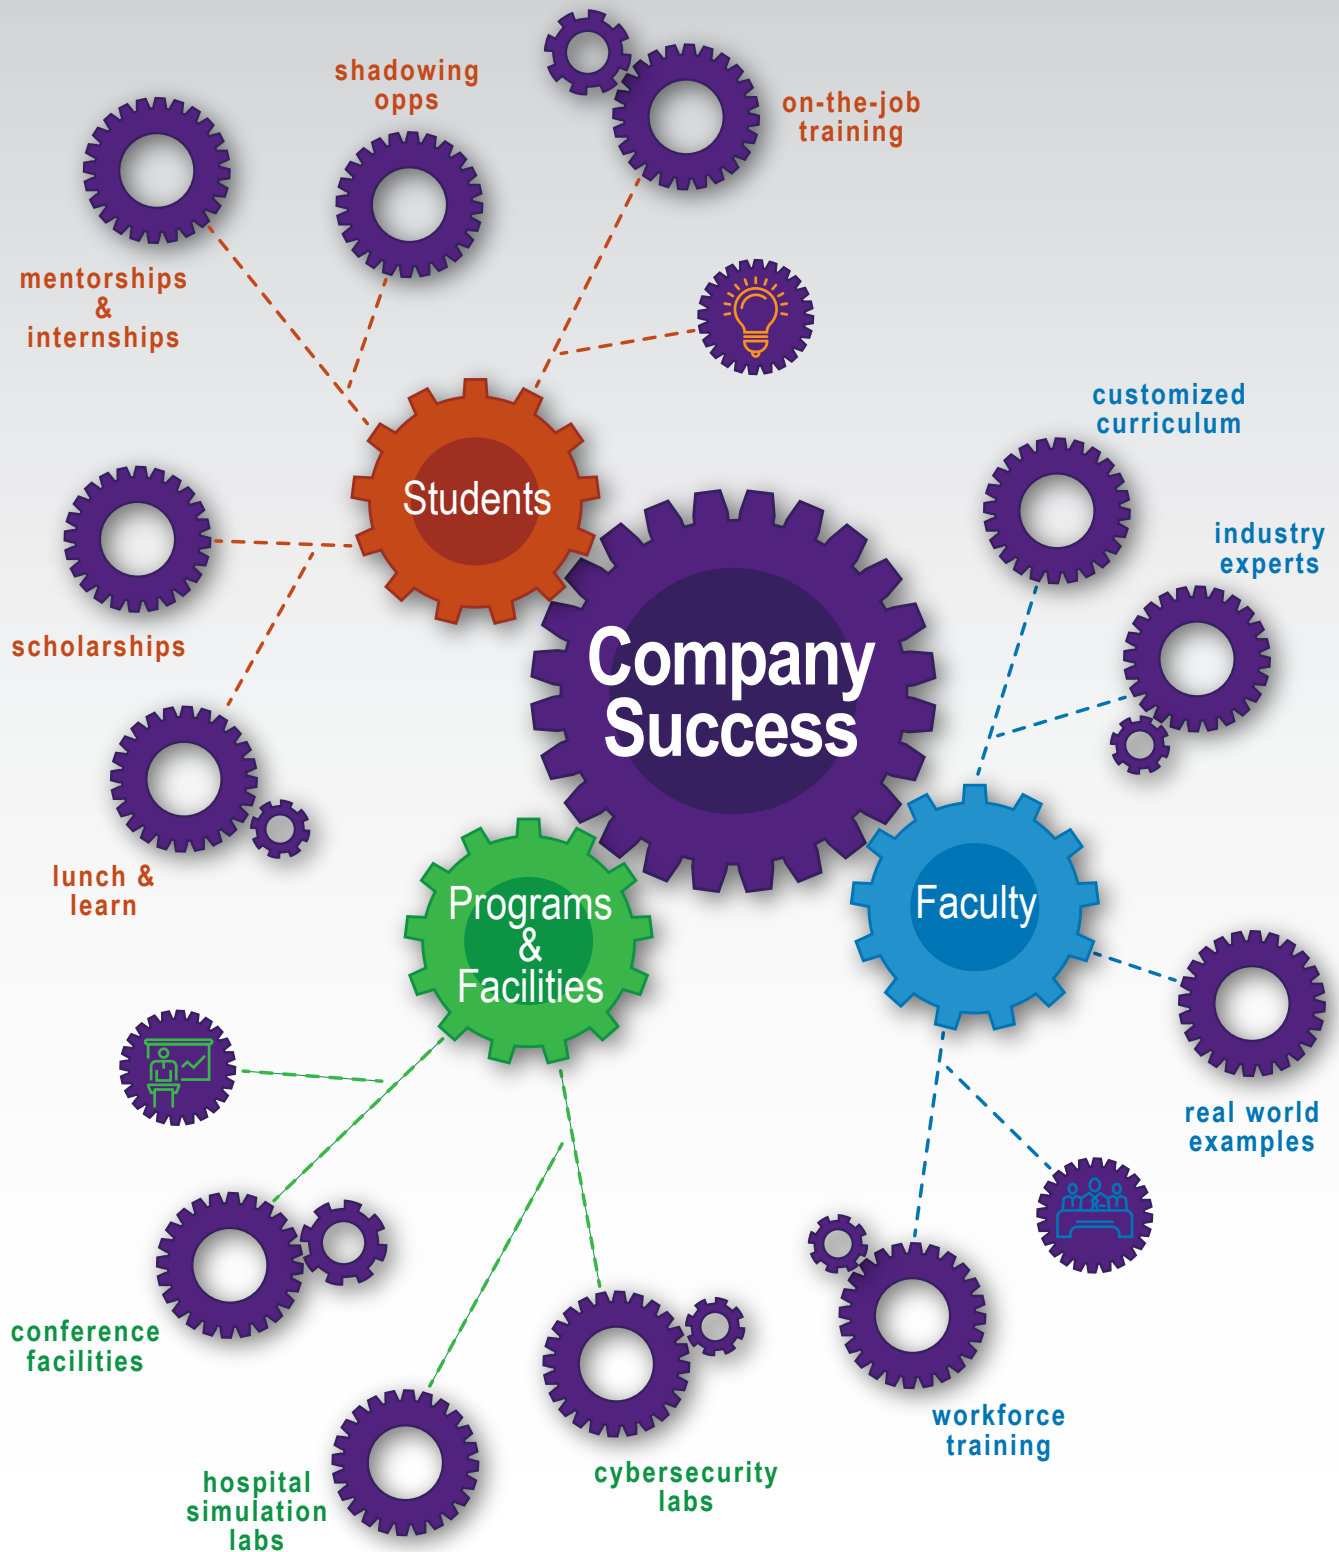 shadowing
opps
on-the-job
training
mentorships
&
internships
customized
curriculum
Students
industry
experts
scholarships
Company
Success
lunch &
learn
Programs
&
Facilities
Faculty
real world
examples
conference
facilities
workforce
training
hospital
simulation
labs
cybersecurity
labs